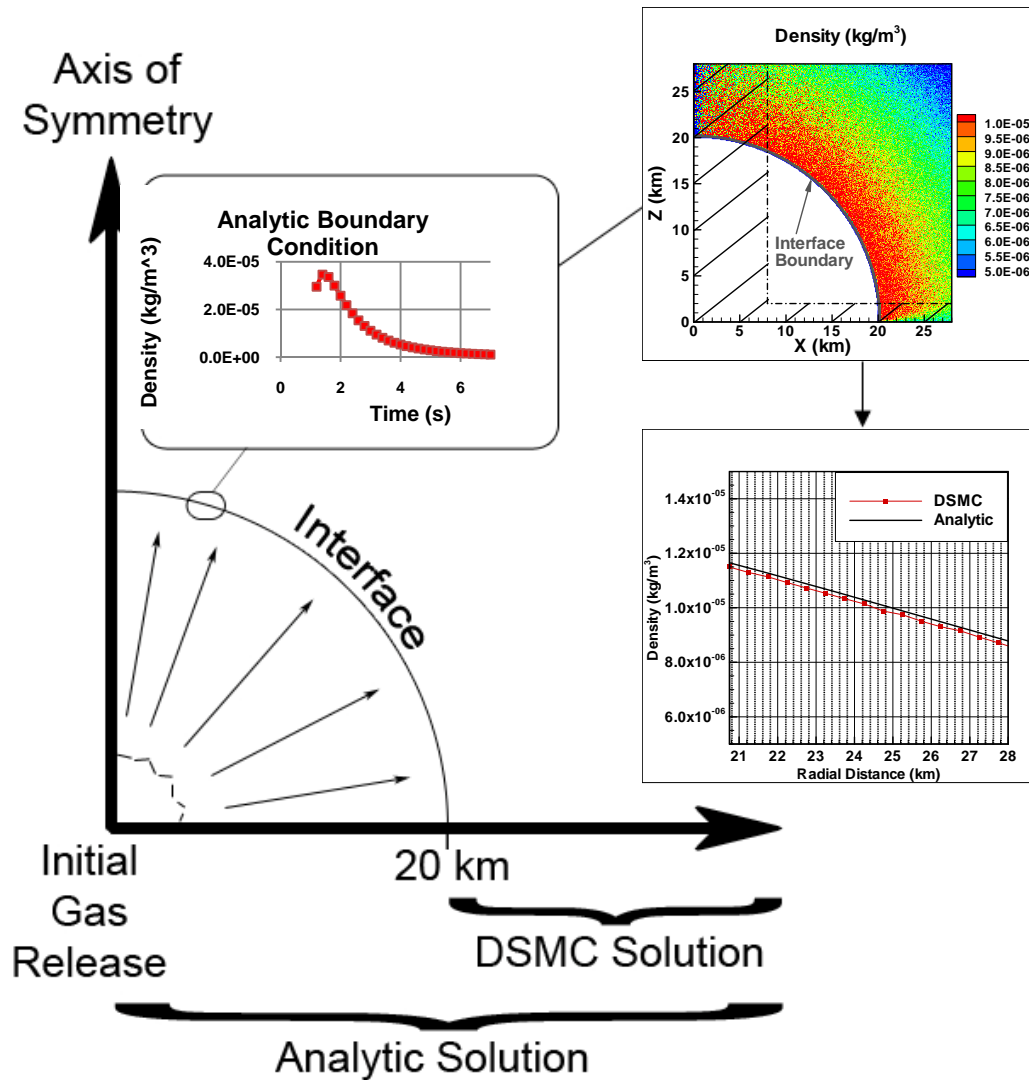 Axis of
Symmetry
Analytic Boundary
Condition
Density (kg/m^3)
4.0E-05
2.0E-05
0.0E+00
0
2
4
6
Time (s)
Density (kg/m³)
Z (km)
25
20
15
10
5
0
Interface
Boundary
0
5
10
15
20
25
X (km)
1.0E-05
9.5E-06
9.0E-06
8.5E-06
8.0E-06
7.5E-06
7.0E-06
6.5E-06
6.0E-06
5.5E-06
5.0E-06
Density (kg/m³)
1.4x10⁻⁰⁵
1.2x10⁻⁰⁵
1.0x10⁻⁰⁵
8.0x10⁻⁰⁶
6.0x10⁻⁰⁶
DSMC
Analytic
21
22
23
24
25
26
27
28
Radial Distance (km)
Interface
Initial
Gas
Release
20 km
DSMC Solution
Analytic Solution